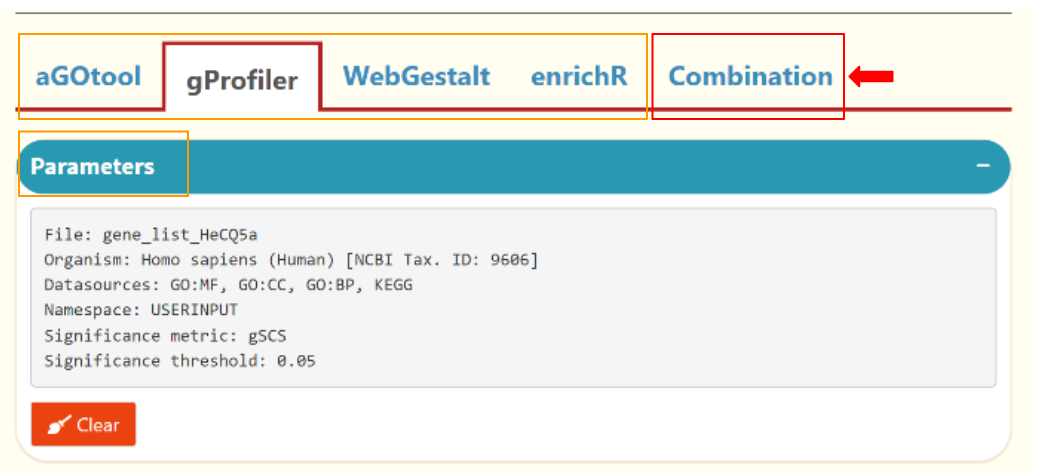 aGOtool gProfiler WebGestalt enrichR Combination
Parameters −
File: gene_list_HeCQ5a
Organism: Homo sapiens (Human) [NCBI Tax. ID: 9606]
Datasources: GO:MF, GO:CC, GO:BP, KEGG
Namespace: USERINPUT
Significance metric: gSCS
Significance threshold: 0.05
Clear